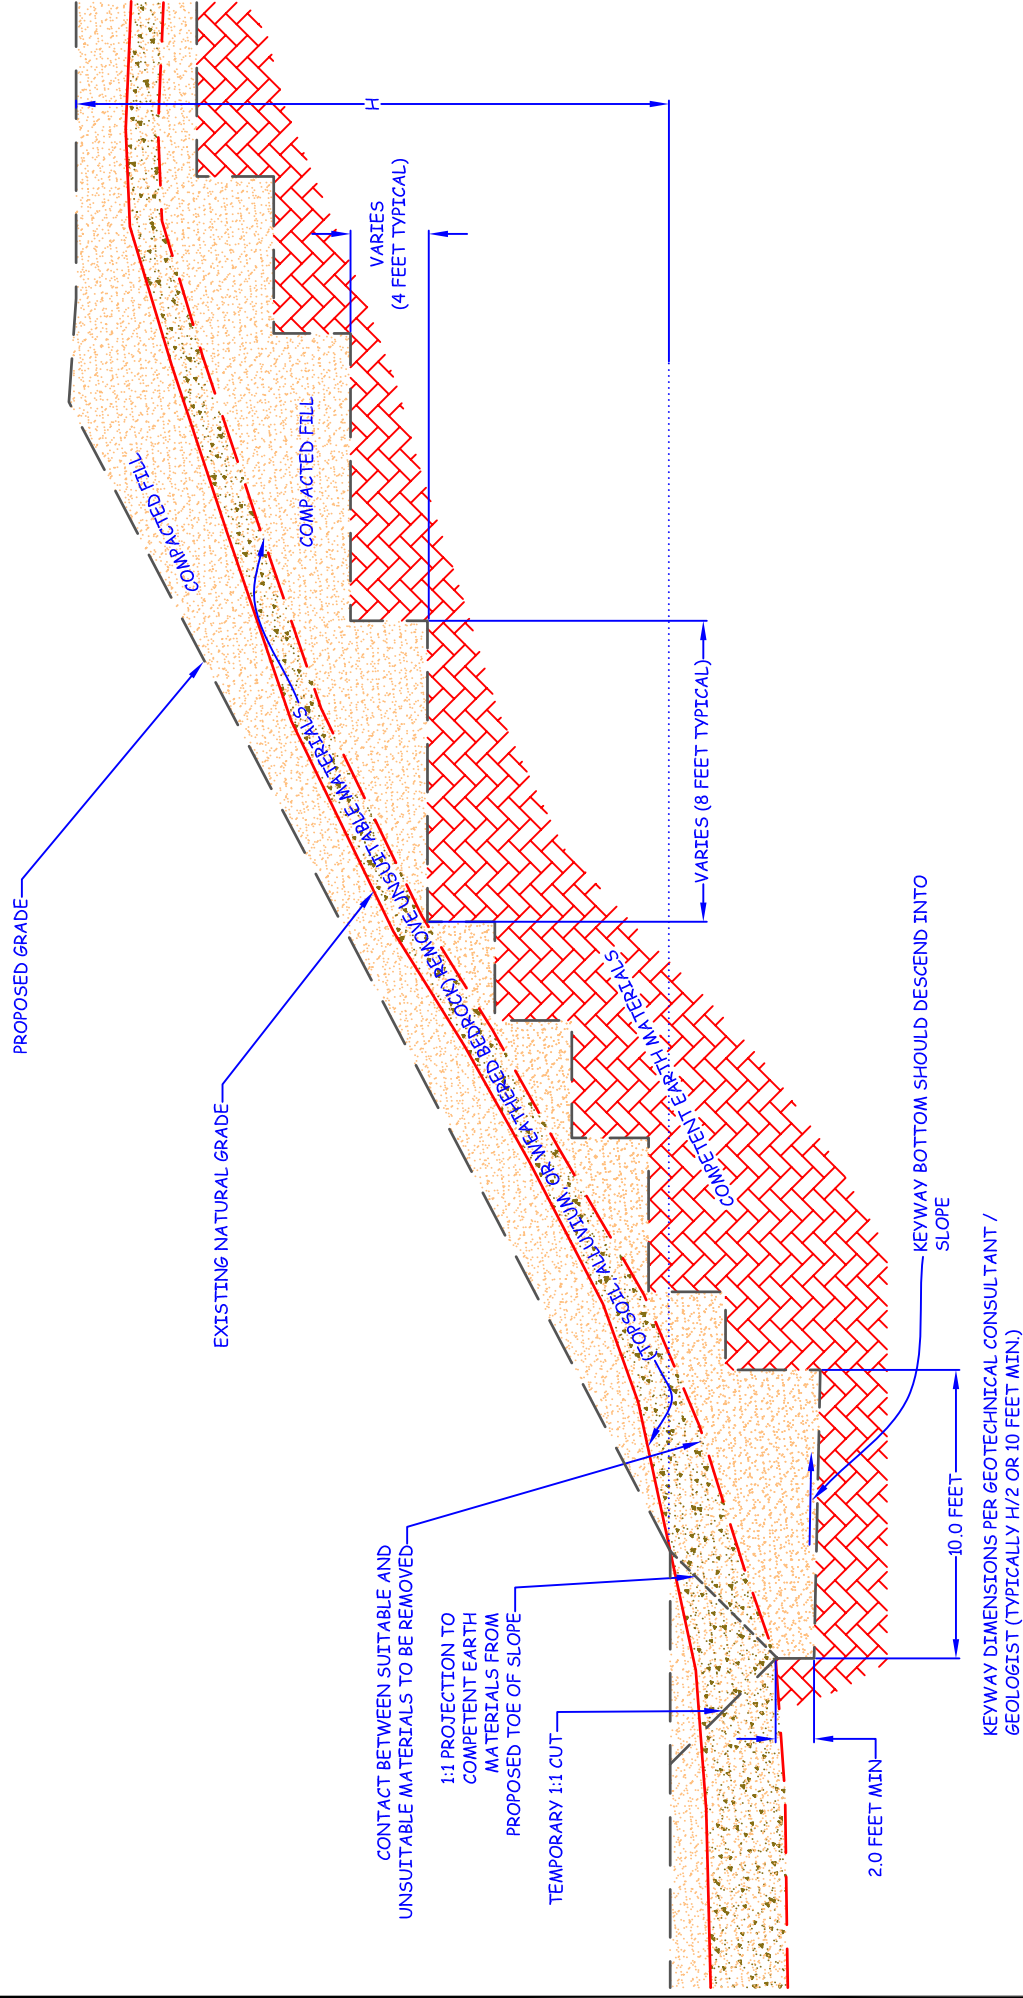 PROPOSED GRADE
EXISTING NATURAL GRADE
CONTACT BETWEEN SUITABLE AND
UNSUITABLE MATERIALS TO BE REMOVED
1:1 PROJECTION TO
COMPETENT EARTH
MATERIALS FROM
PROPOSED TOE OF SLOPE
TEMPORARY 1:1 CUT
2.0 FEET MIN
COMPACTED FILL
COMPACTED FILL
REMOVE UNSUITABLE MATERIALS
(TOPSOIL, ALLUVIUM, OR WEATHERED BEDROCK)
COMPETENT EARTH MATERIALS
H
VARIES
(4 FEET TYPICAL)
VARIES (8 FEET TYPICAL)
KEYWAY BOTTOM SHOULD DESCEND INTO
SLOPE
10.0 FEET
KEYWAY DIMENSIONS PER GEOTECHNICAL CONSULTANT /
GEOLOGIST (TYPICALLY H/2 OR 10 FEET MIN.)